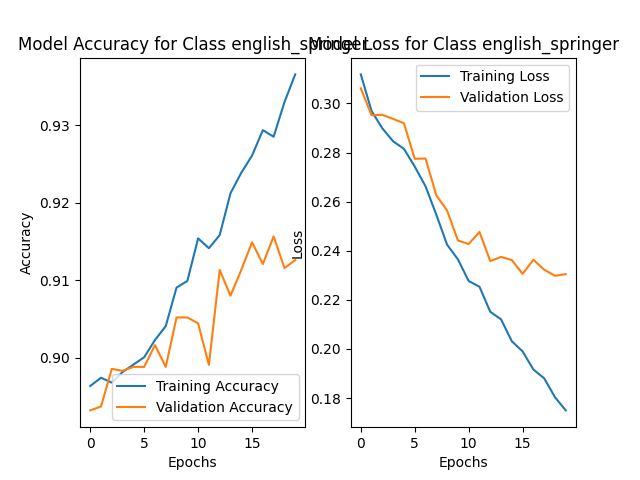 Model Accuracy for Class english_springer
Model Loss for Class english_springer
Accuracy
0.93
0.92
0.91
0.90
Training Accuracy
Validation Accuracy
0
5
10
15
Epochs
Loss
0.30
0.28
0.26
0.24
0.22
0.20
0.18
Training Loss
Validation Loss
0
5
10
15
Epochs